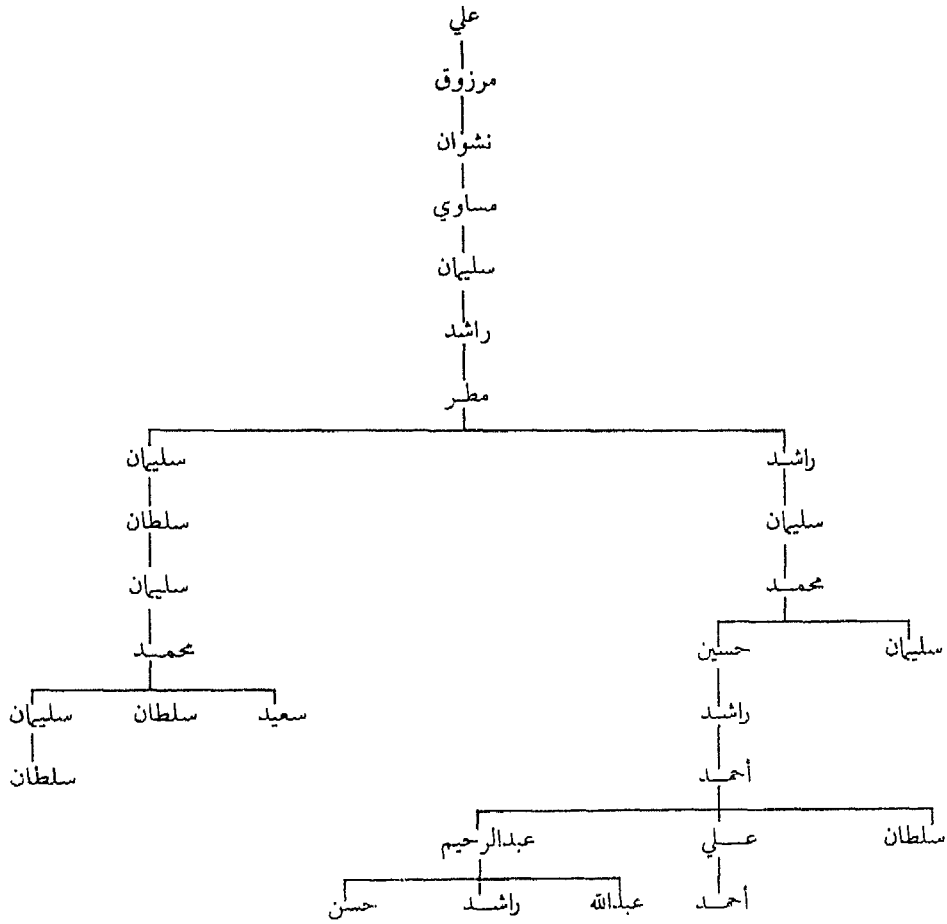 علي
مرزوق
نشوان
مساوي
سليمان
راشد
مطر
راشد سليمان
سليمان سلطان
محمد سليمان
سليمان حسين محمد
راشد سعيد سلطان سليمان
أحمد سلطان
سلطان علي عبدالرحيم
أحمد عبدالله راشد حسن